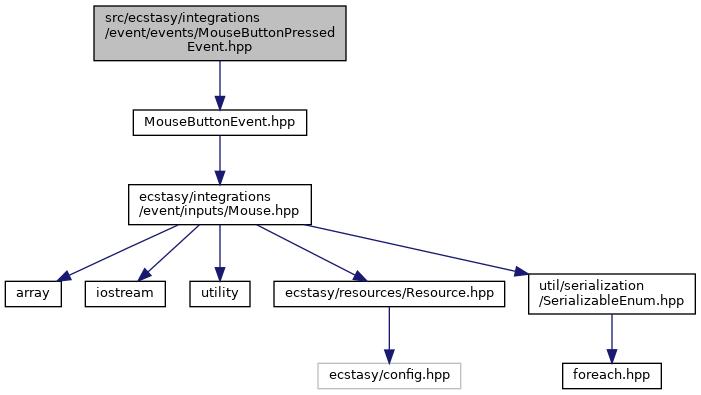 src/ecstasy/integrations
/event/events/MouseButtonPressed
Event.hpp
MouseButtonEvent.hpp
ecstasy/integrations
/event/inputs/Mouse.hpp
array
iostream
utility
ecstasy/resources/Resource.hpp
util/serialization
/SerializableEnum.hpp
ecstasy/config.hpp
foreach.hpp